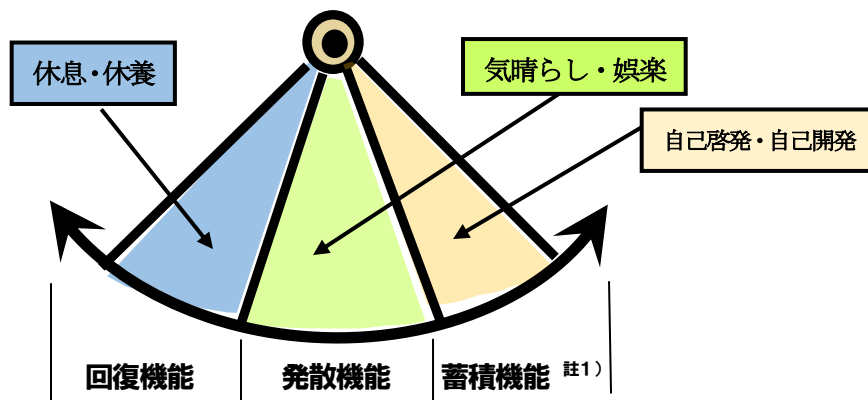 休息・休養
気晴らし・娯楽
自己啓発・自己開発
回復機能
発散機能
蓄積機能 註1）